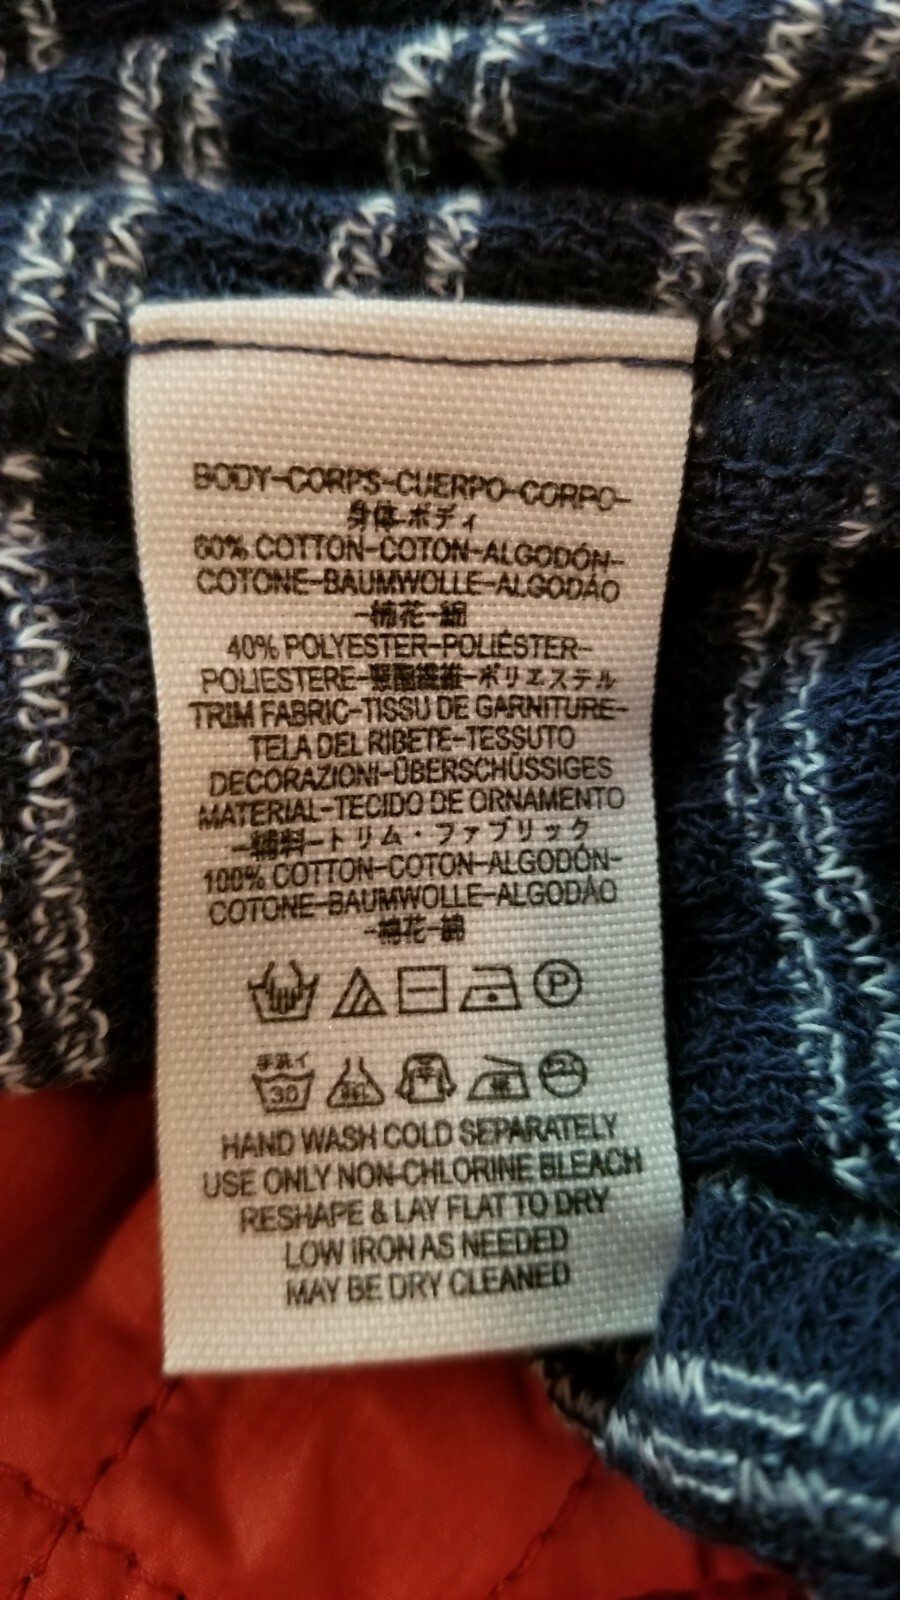 BODY-CORPS-CUERPO-CORPO-
身体-ボディ
60% COTTON-COTON-ALGODÓN-
COTONE-BAUMWOLLE-ALGODÃO
-棉花-綿
40% POLYESTER-POLIÉSTER-
POLIESTERE-聚酯纖維-ポリエステル
TRIM FABRIC-TISSU DE GARNITURE-
TELA DEL RIBETE-TESSUTO
DECORAZIONI-ÜBERSCHÜSSIGES
MATERIAL-TECIDO DE ORNAMENTO
-輔料-トリム・ファブリック
100% COTTON-COTON-ALGODÓN-
COTONE-BAUMWOLLE-ALGODÃO
-棉花-綿
P
手洗イ
30
HAND WASH COLD SEPARATELY
USE ONLY NON-CHLORINE BLEACH
RESHAPE & LAY FLAT TO DRY
LOW IRON AS NEEDED
MAY BE DRY CLEANED